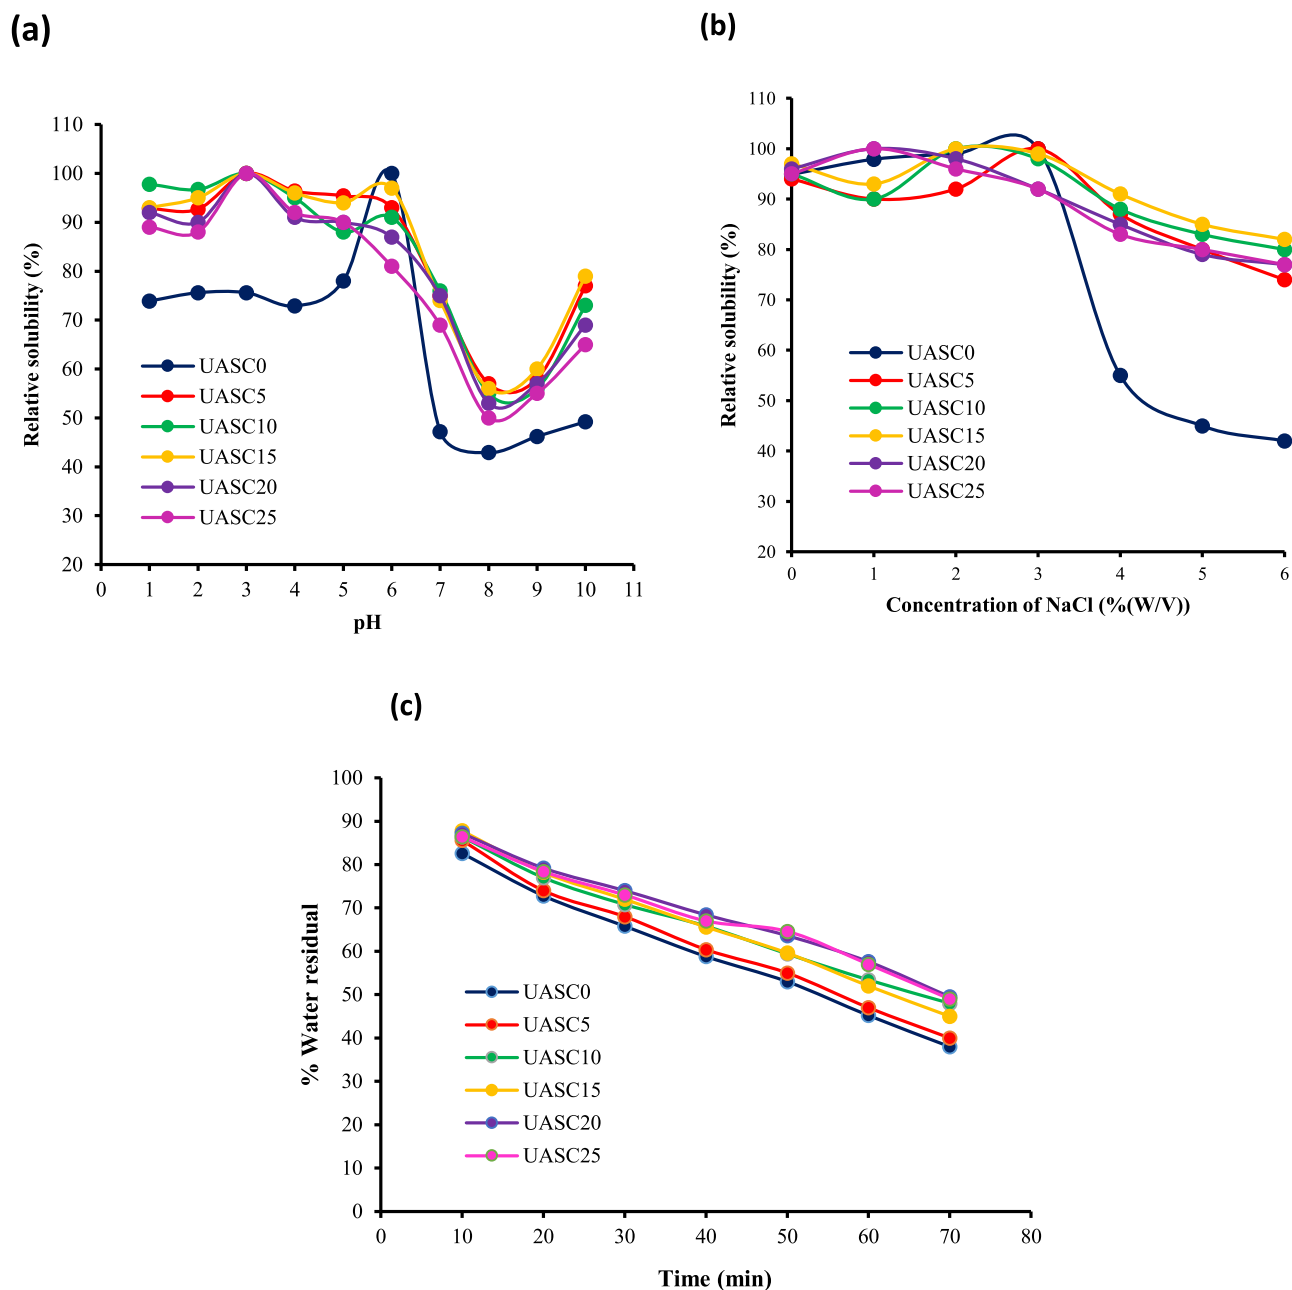 (a)
110
100
90
80
70
60
50
40
30
20
Relative solubility (%)
UASC0
UASC5
UASC10
UASC15
UASC20
UASC25
0 1 2 3 4 5 6 7 8 9 10 11
pH
(b)
110
100
90
80
70
60
50
40
30
20
Relative solubility (%)
UASC0
UASC5
UASC10
UASC15
UASC20
UASC25
0 1 2 3 4 5 6
Concentration of NaCl (%(W/V))
(c)
100
90
80
70
60
50
40
30
20
10
0
% Water residual
UASC0
UASC5
UASC10
UASC15
UASC20
UASC25
0 10 20 30 40 50 60 70 80
Time (min)